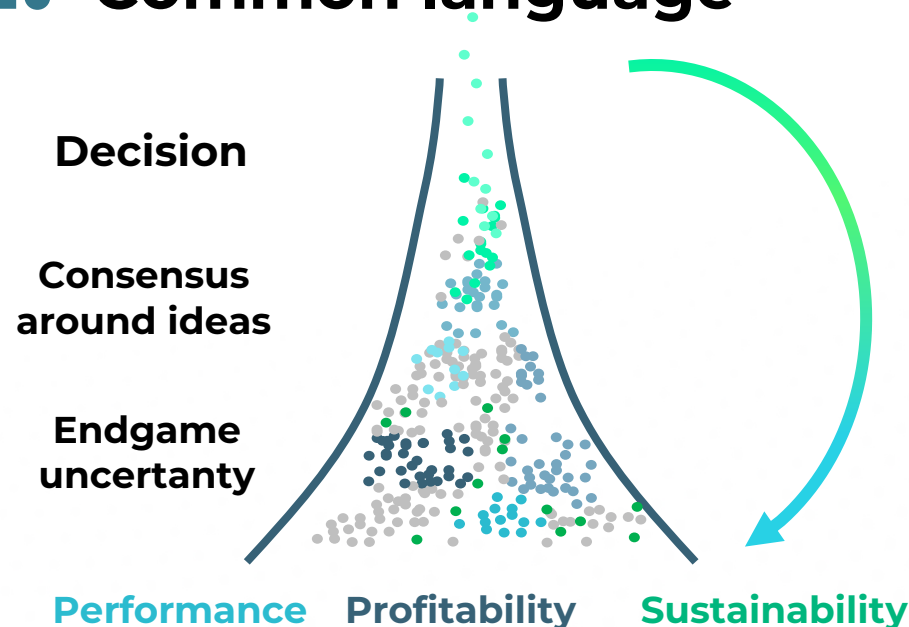 Common language
Decision
Consensus
around ideas
Endgame
uncertanty
Performance
Profitability
Sustainability